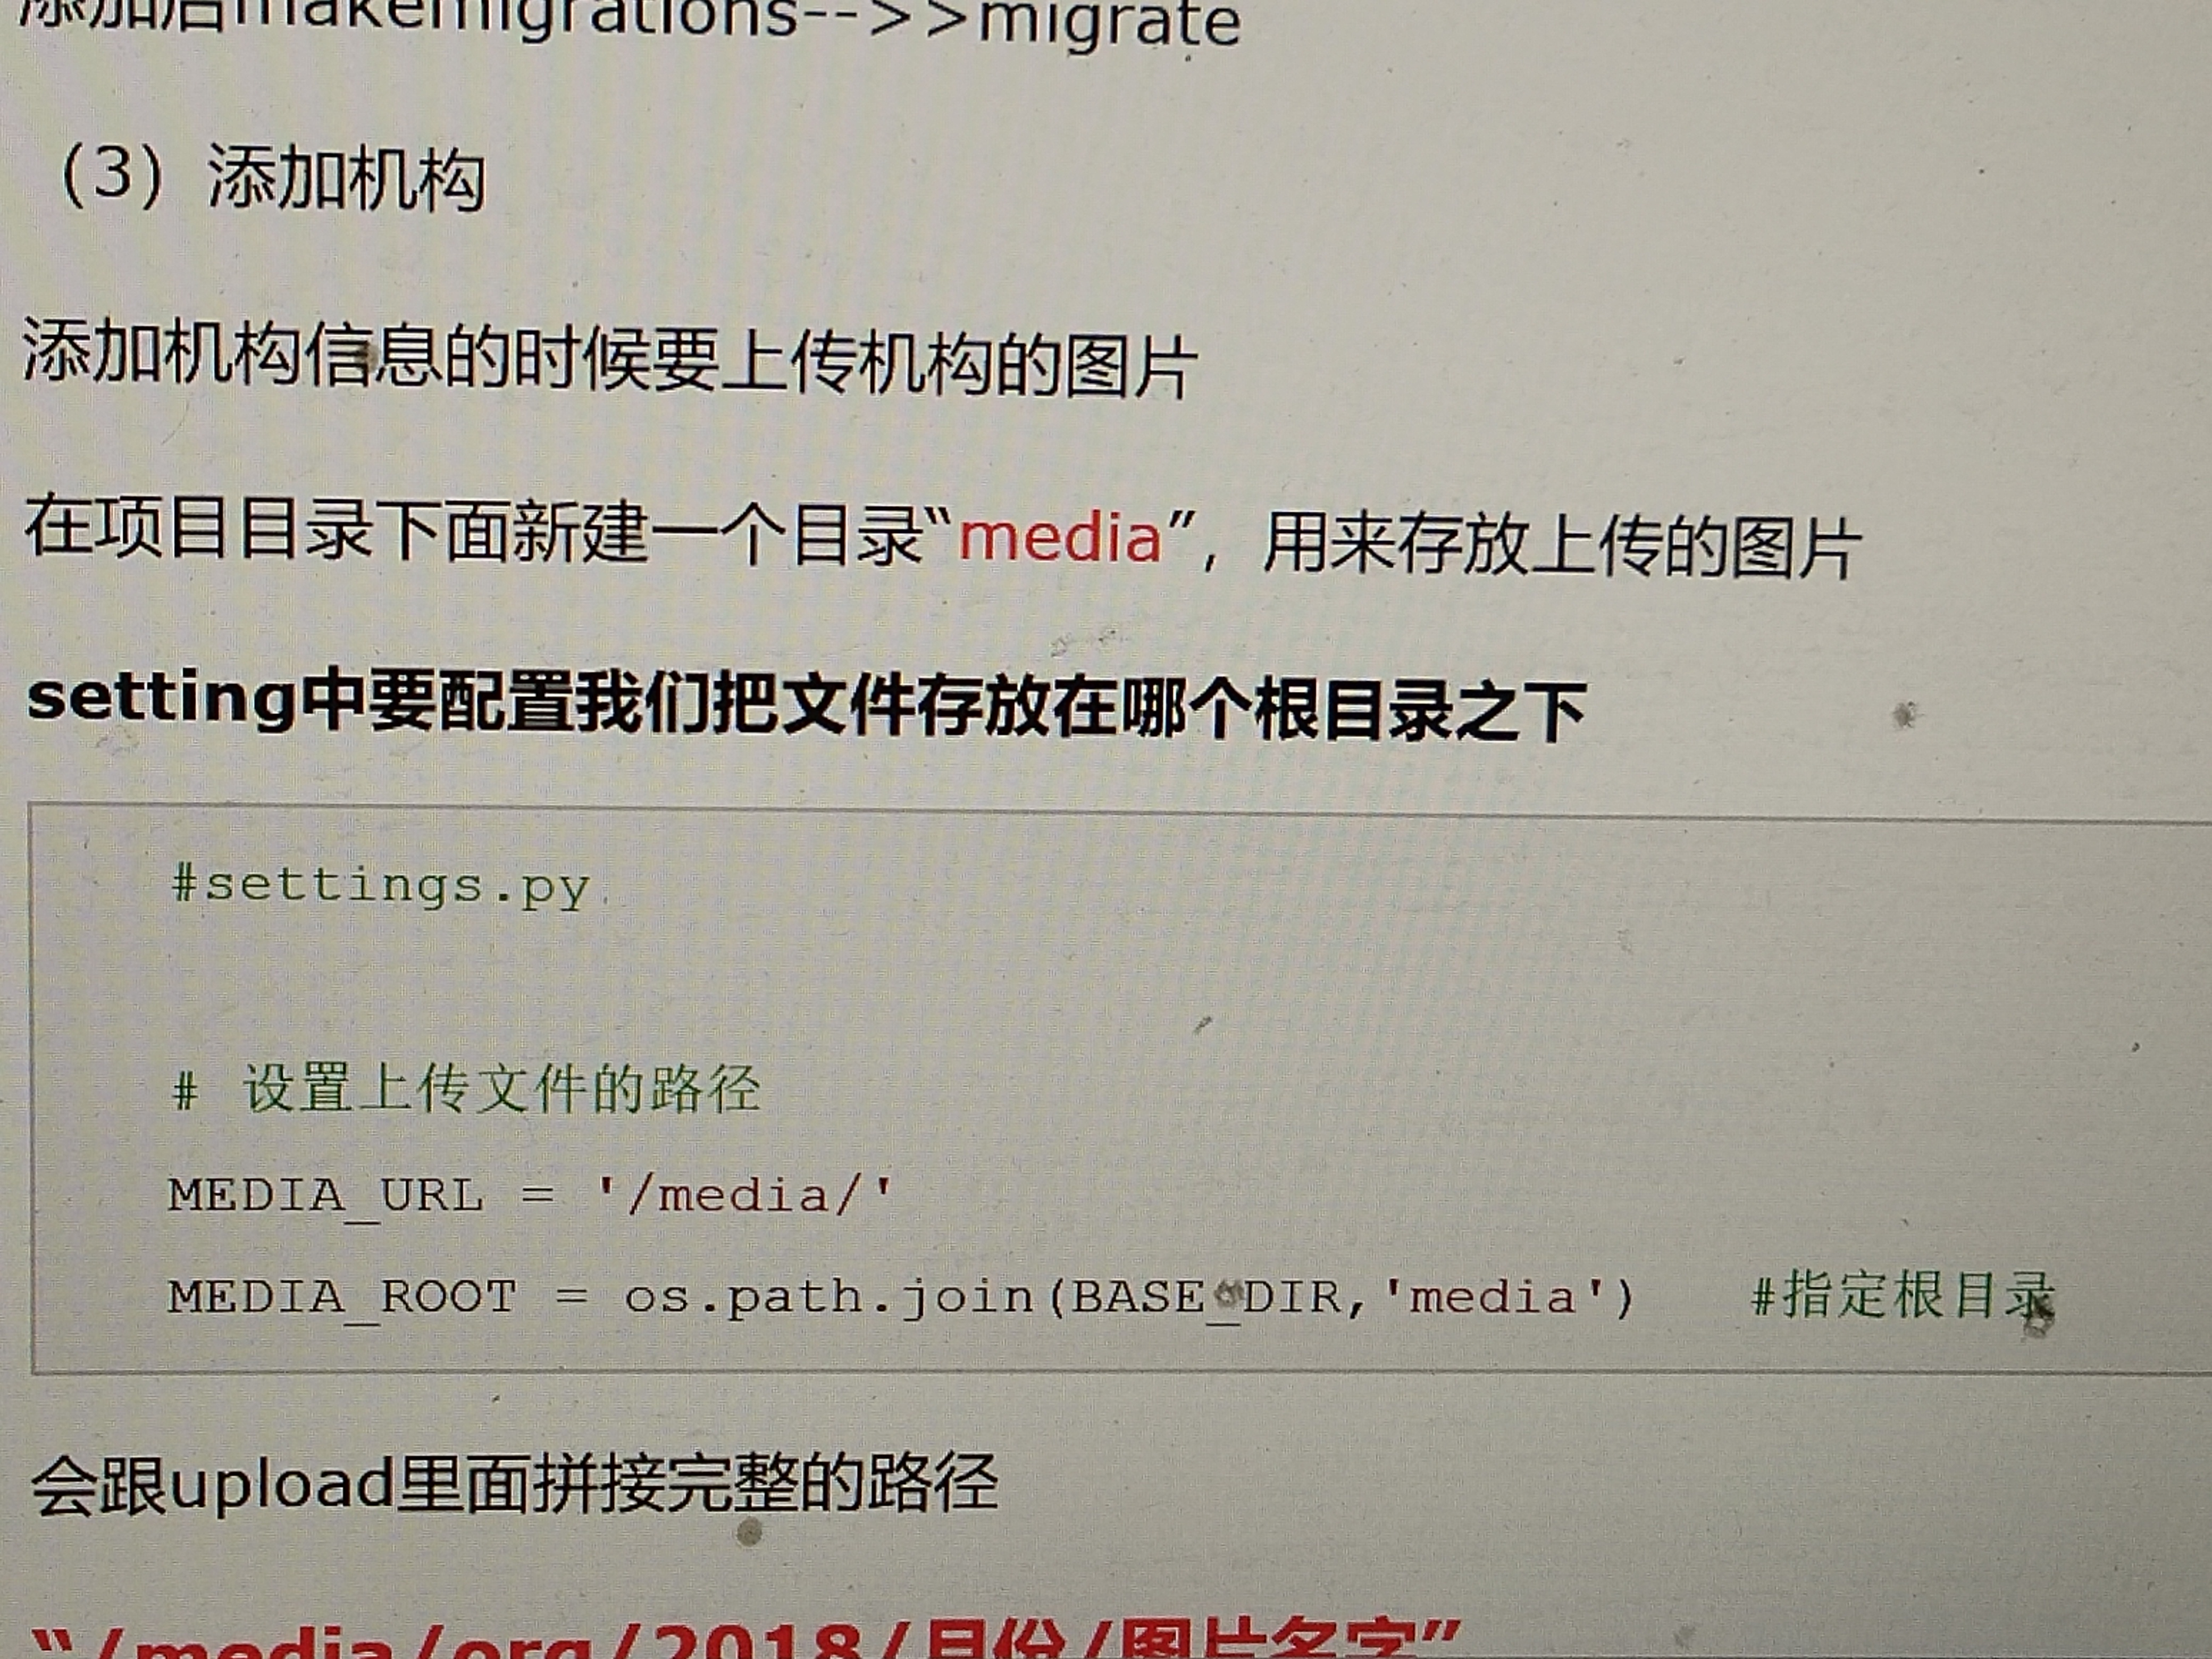 添加后makemigrations-->>migrate
（3）添加机构
添加机构信息的时候要上传机构的图片
在项目目录下面新建一个目录“media”，用来存放上传的图片
setting中要配置我们把文件存放在哪个根目录之下
#settings.py
# 设置上传文件的路径
MEDIA_URL = '/media/'
MEDIA_ROOT = os.path.join(BASE_DIR,'media')    #指定根目录
会跟upload里面拼接完整的路径
“/media/org/2018/月份/图片名字”